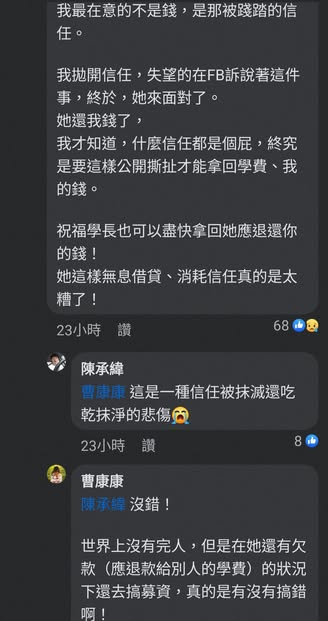 我最在意的不是錢，是那被踐踏的信
任。
我拋開信任，失望的在FB訴說著這件
事，終於，她來面對了。
她還我錢了，
我才知道，什麼信任都是個屁，終究
是要這樣公開撕扯才能拿回學費、我
的錢。
祝福學長也可以盡快拿回她應退還你
的錢！
她這樣無息借貸、消耗信任真的是太
糟了！
23小時 讚 68
陳承緯
曹康康 這是一種信任被抹滅還吃
乾抹淨的悲傷😭
23小時 讚 8
曹康康
陳承緯 沒錯！
世界上沒有完人，但是在她還有欠
款（應退款給別人的學費）的狀況
下還去搞募資，真的是有沒有搞錯
啊！